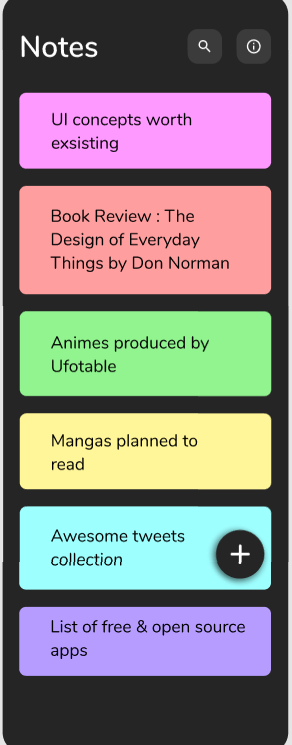 Notes
UI concepts worth
exsisting
Book Review : The
Design of Everyday
Things by Don Norman
Animes produced by
Ufotable
Mangas planned to
read
Awesome tweets
collection
List of free & open source
apps